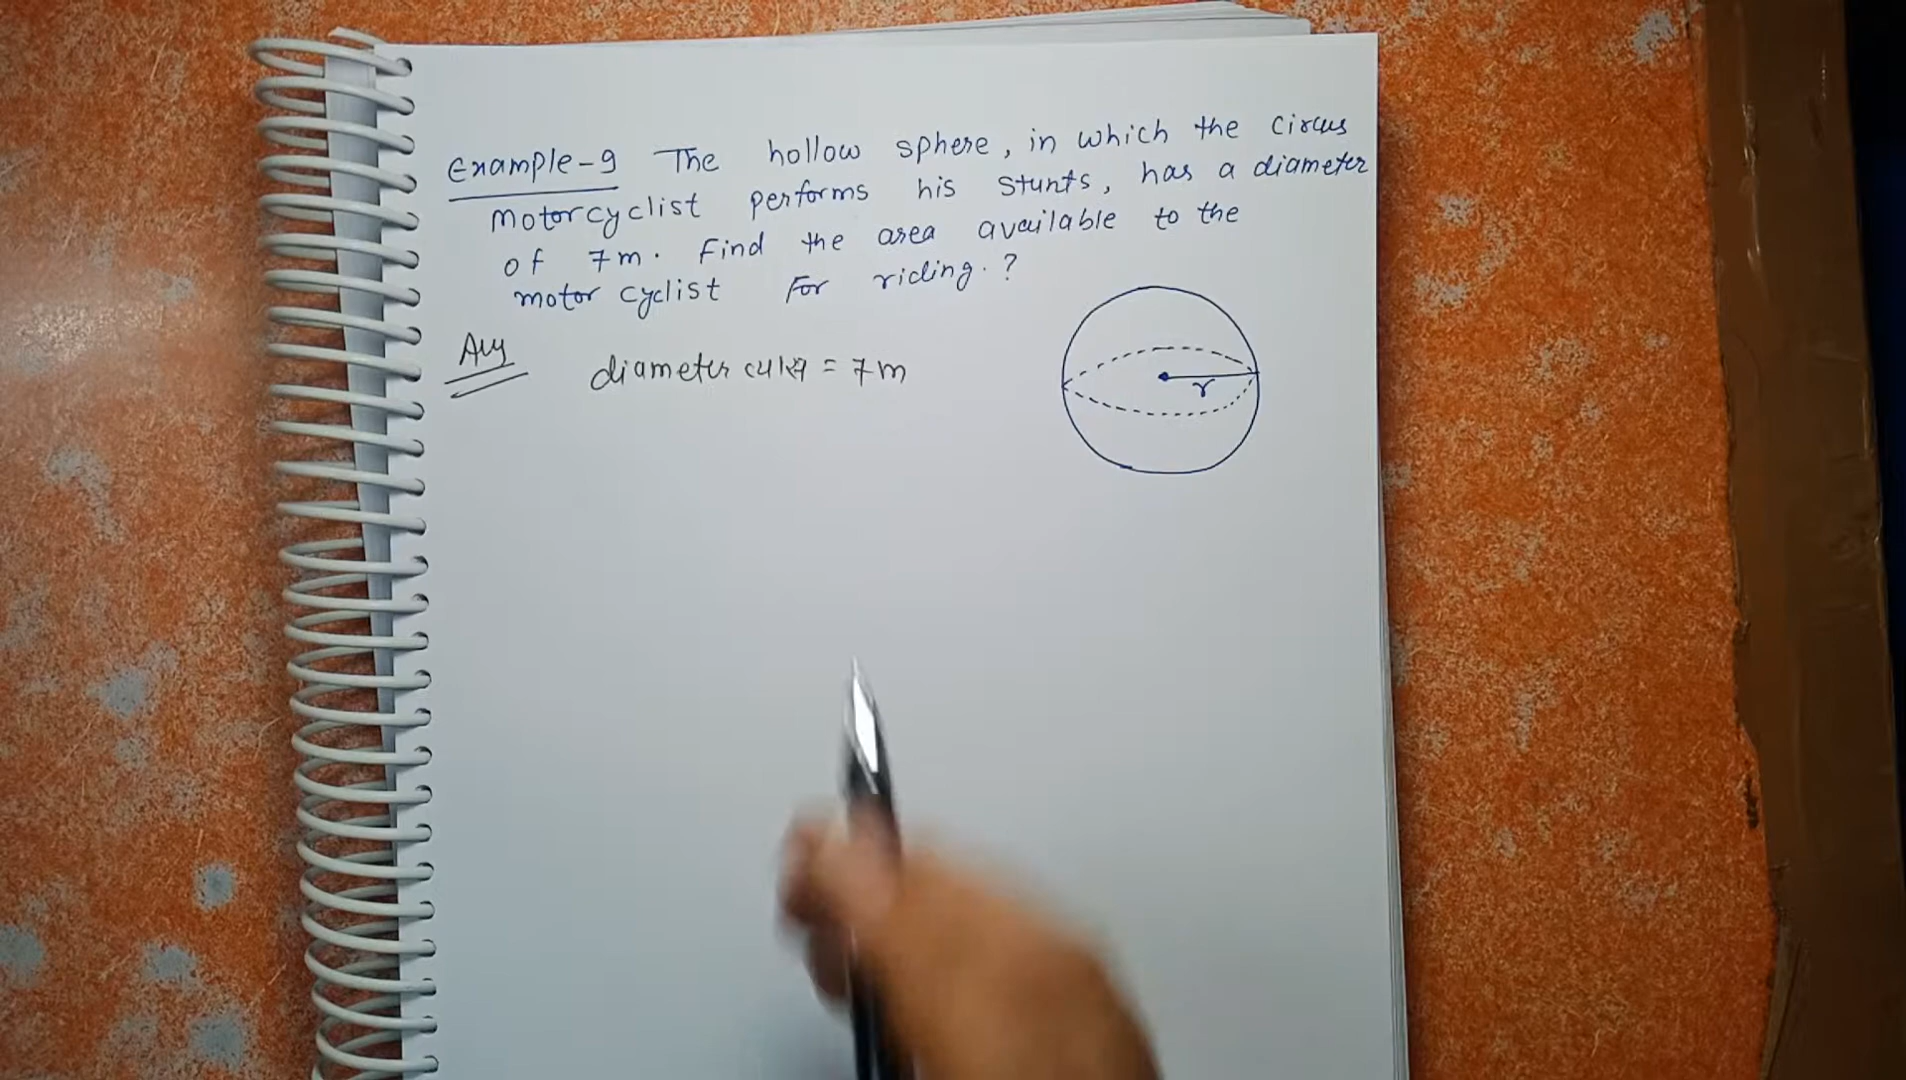 Example-9 The hollow sphere, in which the circus
motorcyclist performs his stunts, has a diameter
of 7m. Find the area available to the
motor cyclist For riding.?
r
diameter = 7m